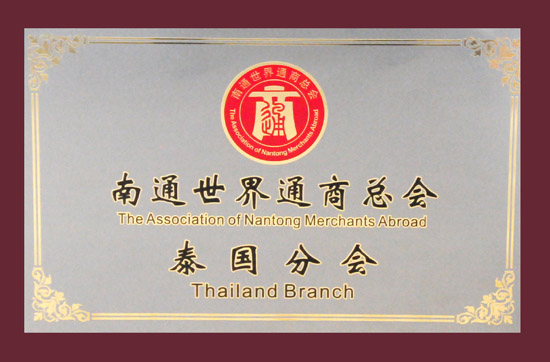 南通世界通商总会
The Association of Nantong Merchants Abroad
通
南通世界通商总会
The Association of Nantong Merchants Abroad
泰国分会
Thailand Branch